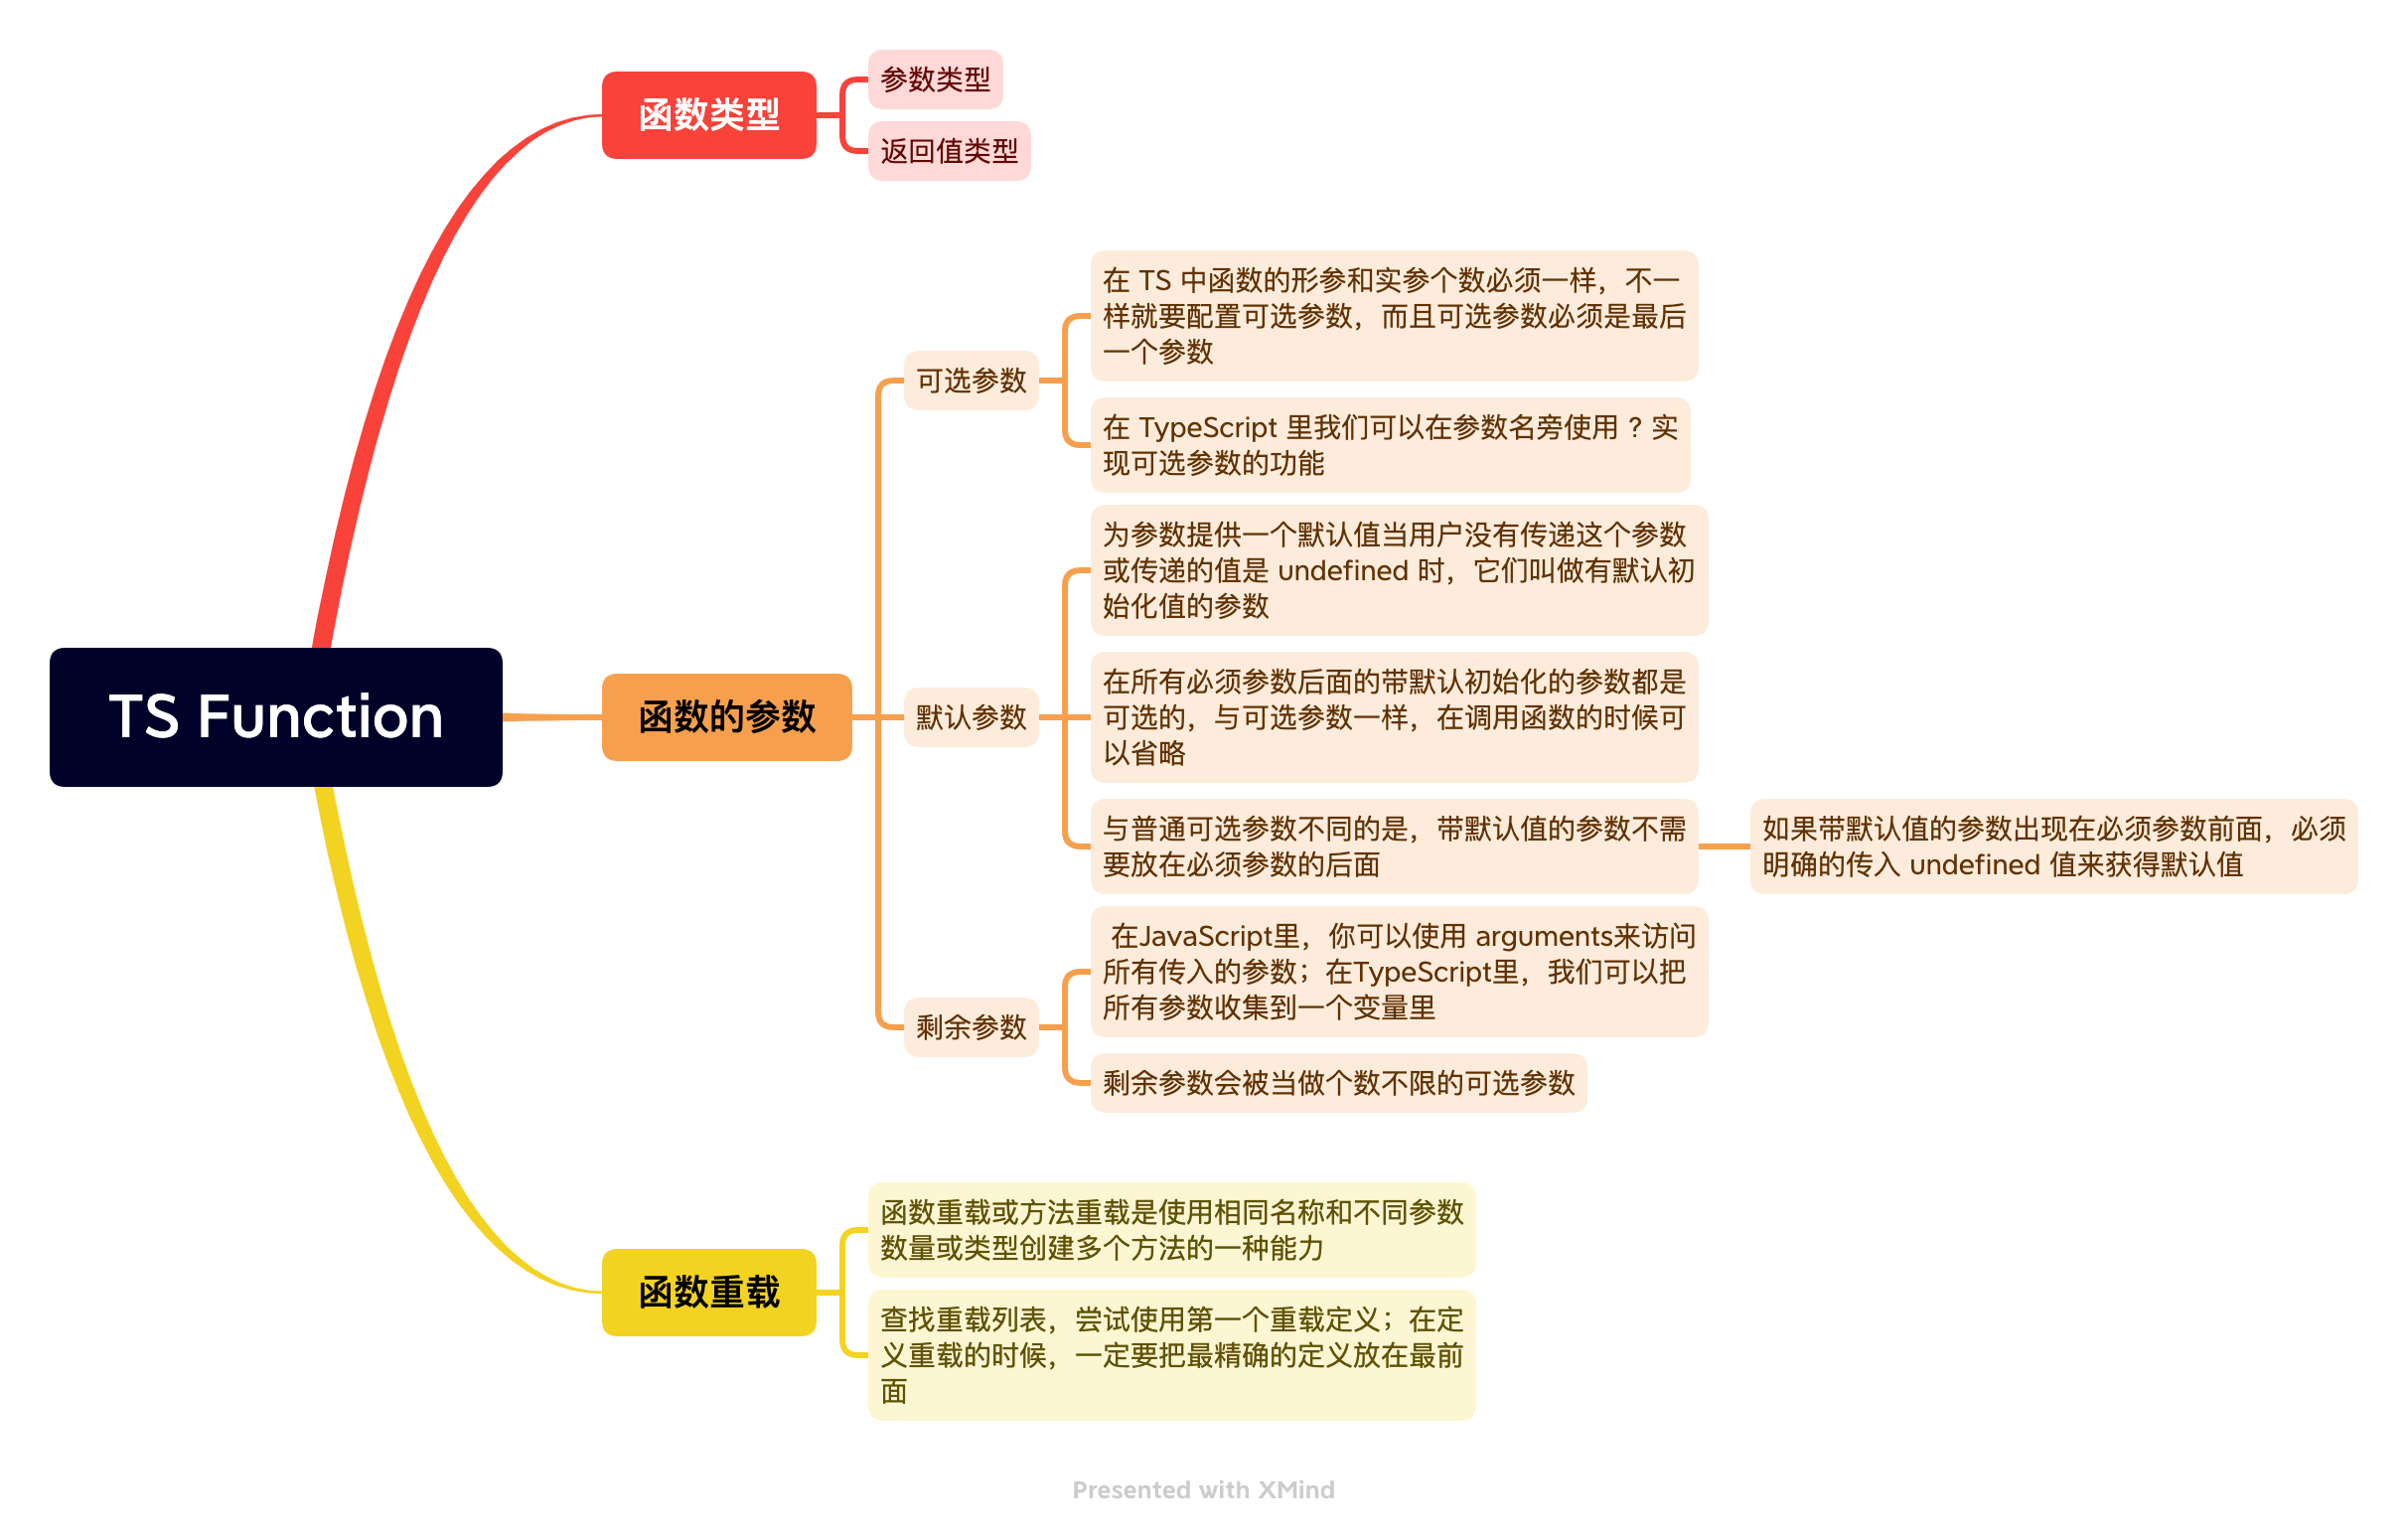 TS Function
函数类型
参数类型
返回值类型
函数的参数
可选参数
在 TS 中函数的形参和实参个数必须一样，不一
样就要配置可选参数，而且可选参数必须是最后
一个参数
在 TypeScript 里我们可以在参数名旁使用 ? 实
现可选参数的功能
默认参数
为参数提供一个默认值当用户没有传递这个参数
或传递的值是 undefined 时，它们叫做有默认初
始化值的参数
在所有必须参数后面的带默认初始化的参数都是
可选的，与可选参数一样，在调用函数的时候可
以省略
与普通可选参数不同的是，带默认值的参数不需
要放在必须参数的后面
如果带默认值的参数出现在必须参数前面，必须
明确的传入 undefined 值来获得默认值
剩余参数
在JavaScript里，你可以使用 arguments来访问
所有传入的参数；在TypeScript里，我们可以把
所有参数收集到一个变量里
剩余参数会被当做个数不限的可选参数
函数重载
函数重载或方法重载是使用相同名称和不同参数
数量或类型创建多个方法的一种能力
查找重载列表，尝试使用第一个重载定义；在定
义重载的时候，一定要把最精确的定义放在最前
面
Presented with XMind